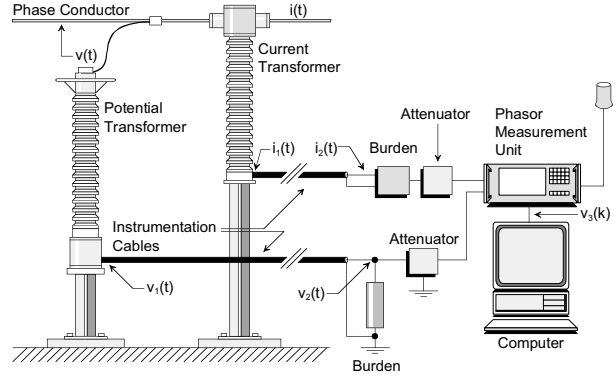 Phase Conductor
i(t)
v(t)
Current
Transformer
Potential
Transformer
i1(t)
i2(t)
Burden
Attenuator
Phasor
Measurement
Unit
v3(k)
Instrumentation
Cables
Attenuator
v1(t)
v2(t)
Burden
Computer